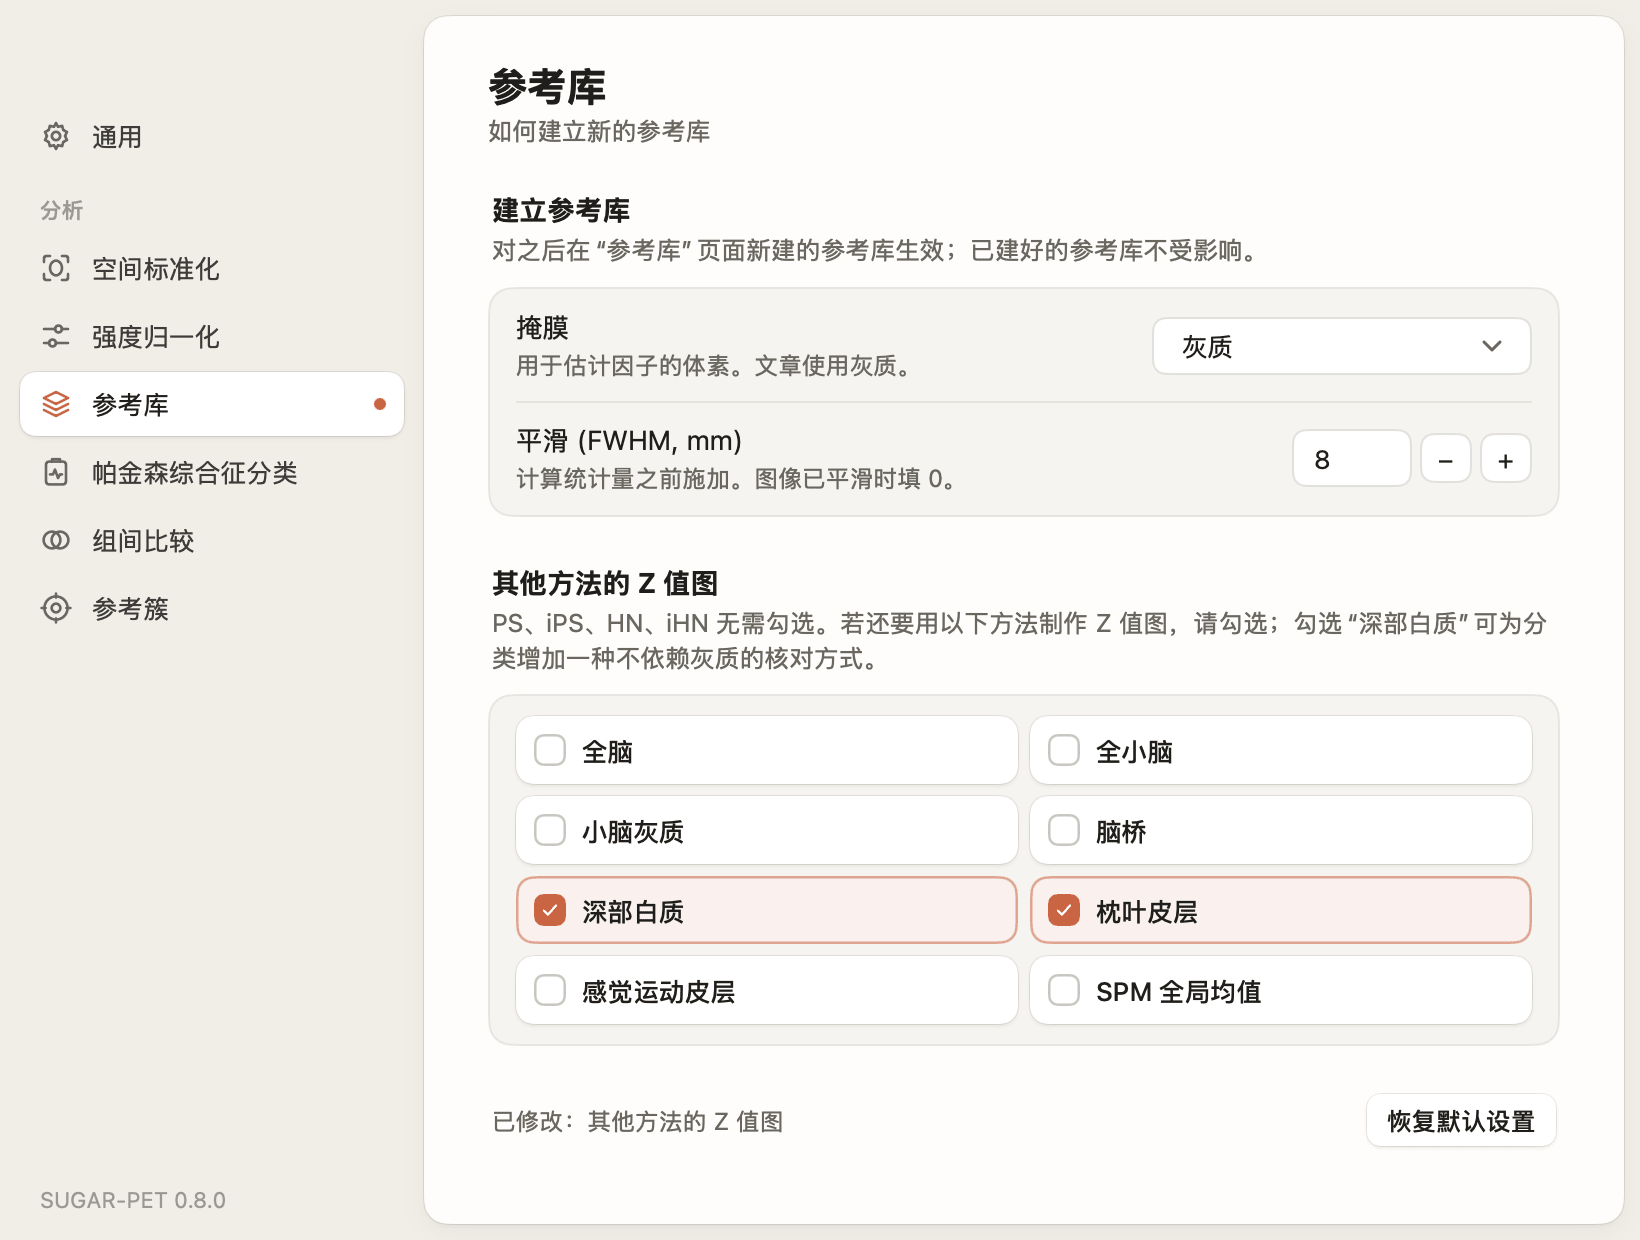 通用
分析
空间标准化
强度归一化
参考库
帕金森综合征分类
组间比较
参考簇
SUGAR-PET 0.8.0
参考库
如何建立新的参考库
建立参考库
对之后在“参考库”页面新建的参考库生效；已建好的参考库不受影响。
掩膜
用于估计因子的体素。文章使用灰质。
灰质
平滑 (FWHM, mm)
计算统计量之前施加。图像已平滑时填 0。
8
−
+
其他方法的 Z 值图
PS、iPS、HN、iHN 无需勾选。若还要用以下方法制作 Z 值图，请勾选；勾选“深部白质”可为分
类增加一种不依赖灰质的核对方式。
全脑
全小脑
小脑灰质
脑桥
深部白质
枕叶皮层
感觉运动皮层
SPM 全局均值
已修改：其他方法的 Z 值图
恢复默认设置